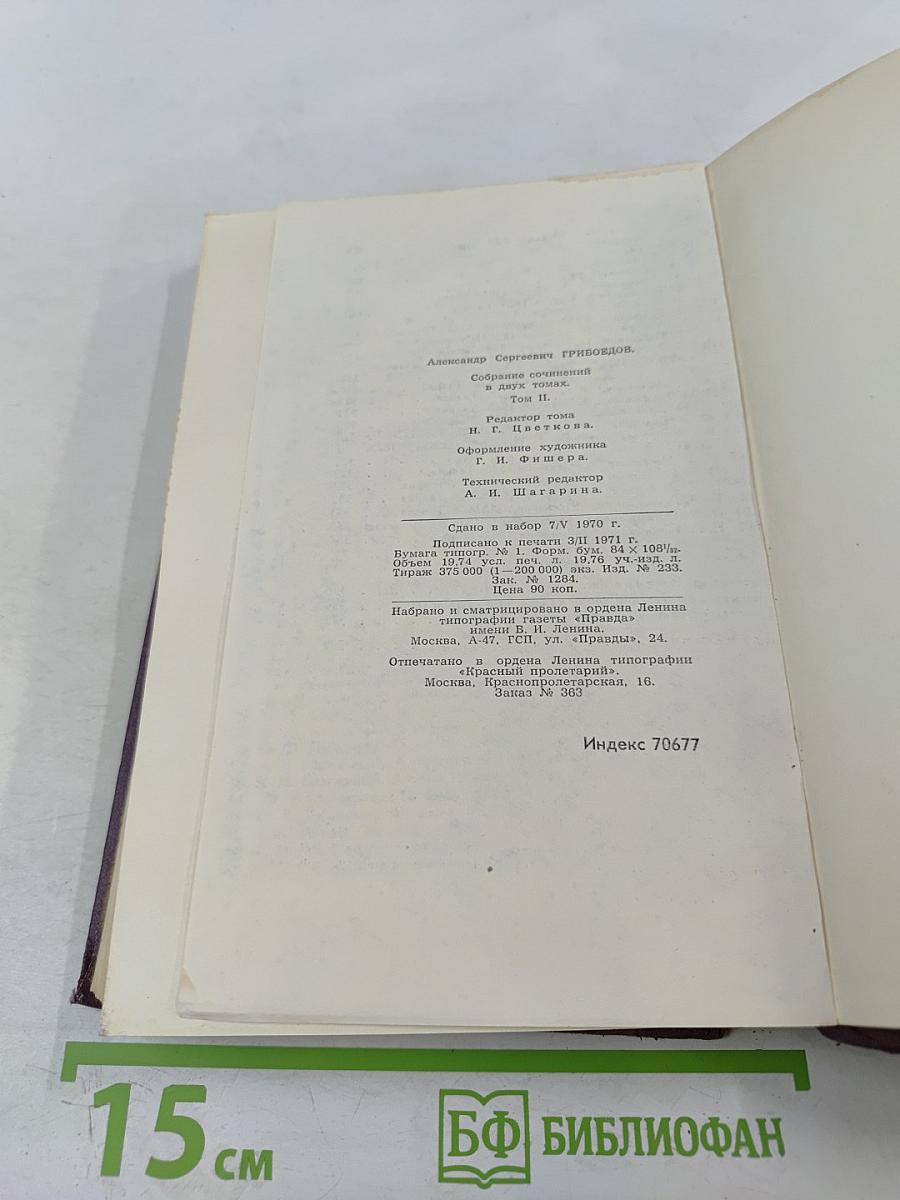 Александр Сергеевич ГРИБОЕДОВ.
Собрание сочинений
в двух томах.
Том II.
Редактор тома
Н. Г. Цветкова.
Оформление художника
Г. И. Фишера.
Технический редактор
А. И. Шагарина.
Сдано в набор 7/V 1970 г.
Подписано к печати 3/II 1971 г.
Бумага типогр. № 1. Форм. бум. 84 × 108¹/₃₂.
Объем 19,74 усл. печ. л. 19,76 уч.-изд. л.
Тираж 375 000 (1—200 000) экз. Изд. № 233.
Зак. № 1284.
Цена 90 коп.
Набрано и сматрицировано в ордена Ленина
типографии газеты «Правда»
имени В. И. Ленина.
Москва, А-47, ГСП, ул. «Правды», 24.
Отпечатано в ордена Ленина типографии
«Красный пролетарий».
Москва, Краснопролетарская, 16.
Заказ № 363
Индекс 70677
15 см
БФ БИБЛИОФАН